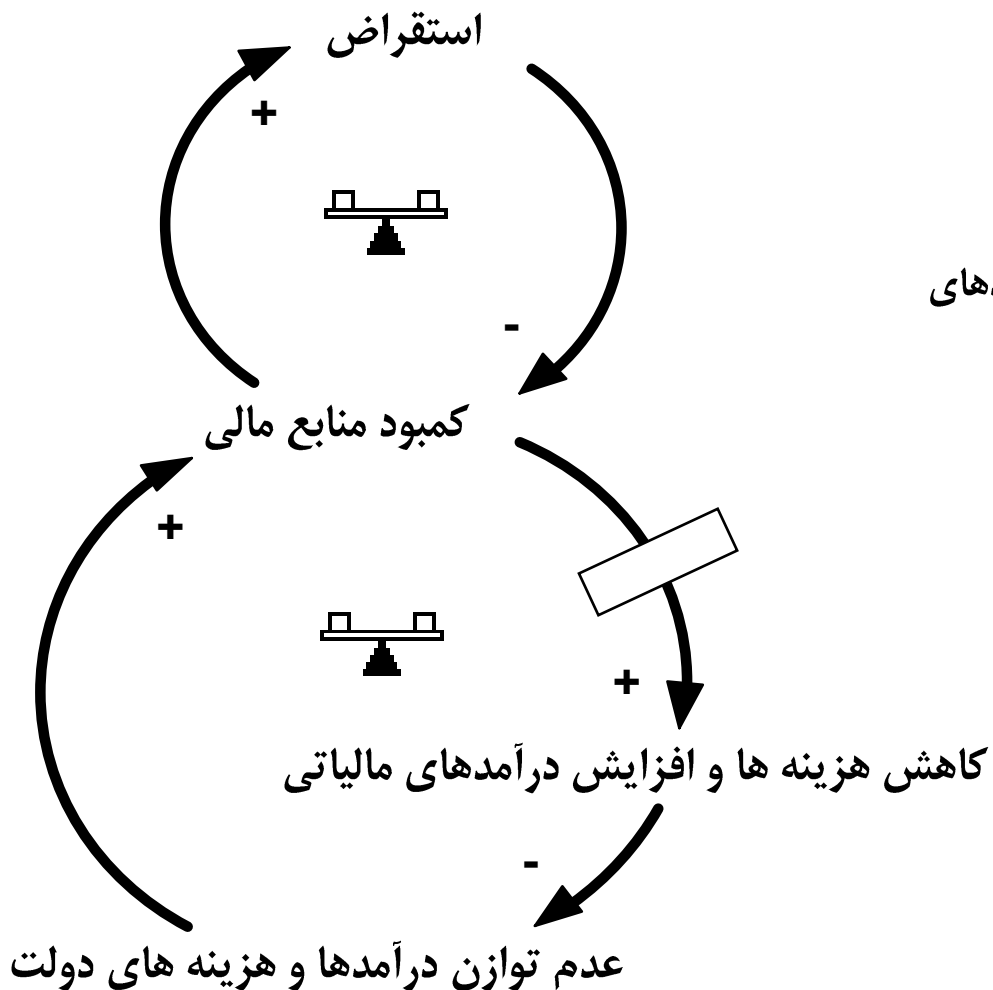 استقراض
+
-
کمبود منابع مالی
+
+
کاهش هزینه ها و افزایش درآمدهای مالیاتی
-
عدم توازن درآمدها و هزینه های دولت